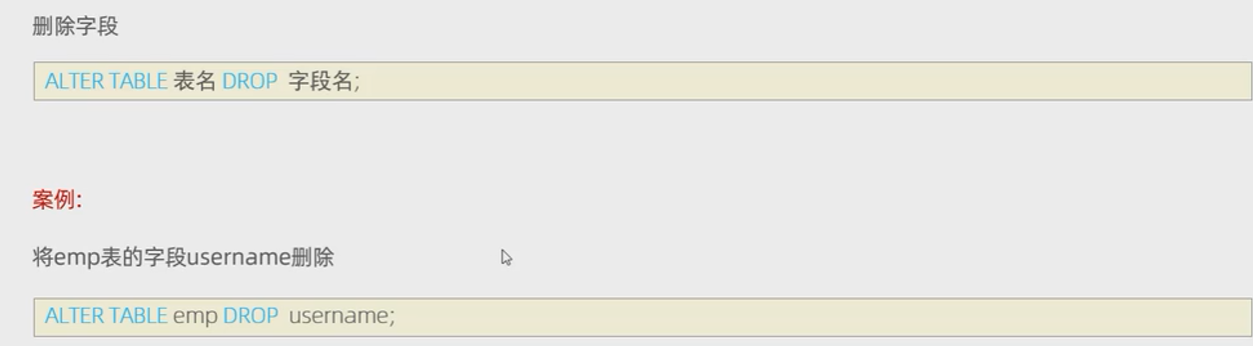 删除字段
ALTER TABLE 表名 DROP 字段名;
案例:
将emp表的字段username删除
ALTER TABLE emp DROP username;